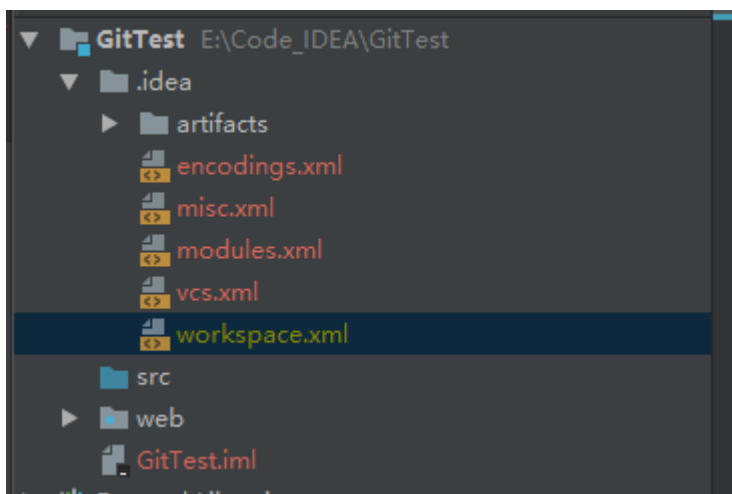 GitTest E:\Code_IDEA\GitTest
.idea
artifacts
encodings.xml
misc.xml
modules.xml
vcs.xml
workspace.xml
src
web
GitTest.iml